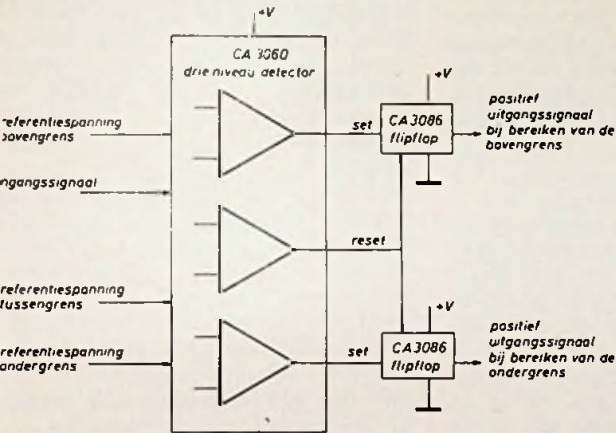 +V
CA 3060
drie niveau detector
referentiespanning
bovengrens
ingangssignaal
referentiespanning
tussengrens
referentiespanning
ondergrens
set
reset
set
+V
CA 3086
flipflop
positief
uitgangssignaal
bij bereiken van de
bovengrens
+V
CA 3086
flipflop
positief
uitgangssignaal
bij bereiken van de
ondergrens